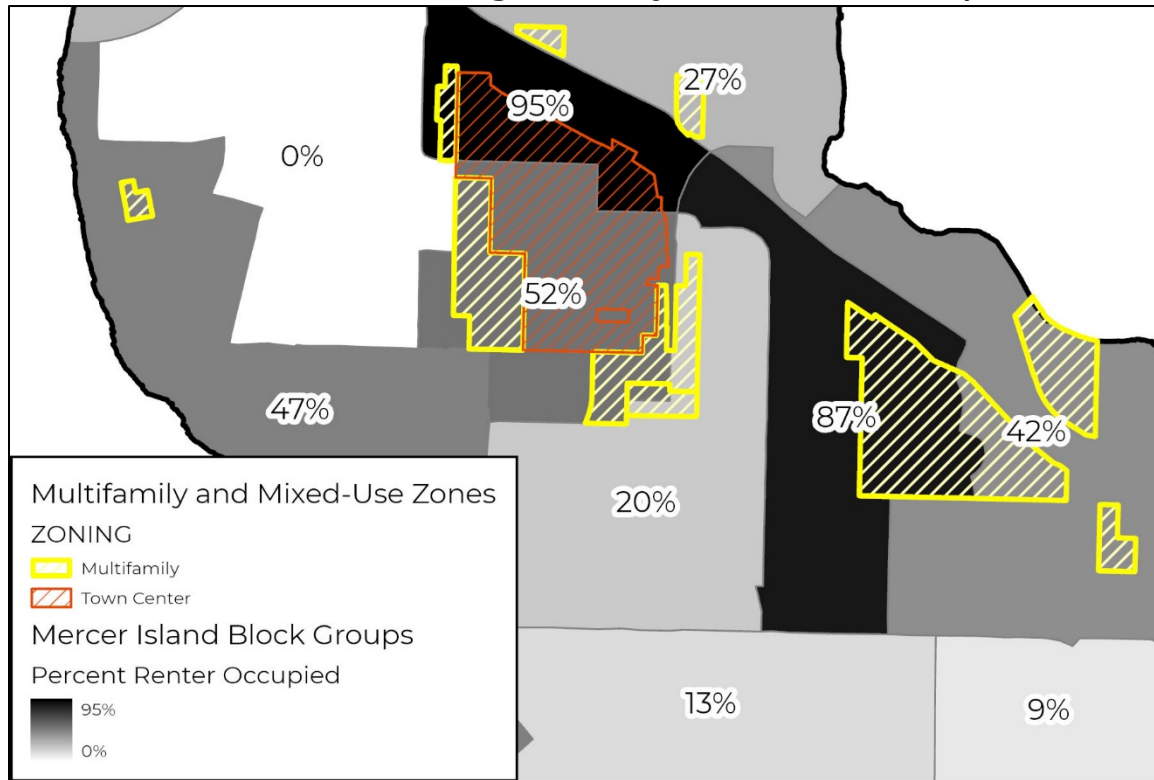 27%
95%
0%
52%
47%
87%
42%
20%
13%
9%
Multifamily and Mixed-Use Zones
ZONING
Multifamily
Town Center
Mercer Island Block Groups
Percent Renter Occupied
95%
0%